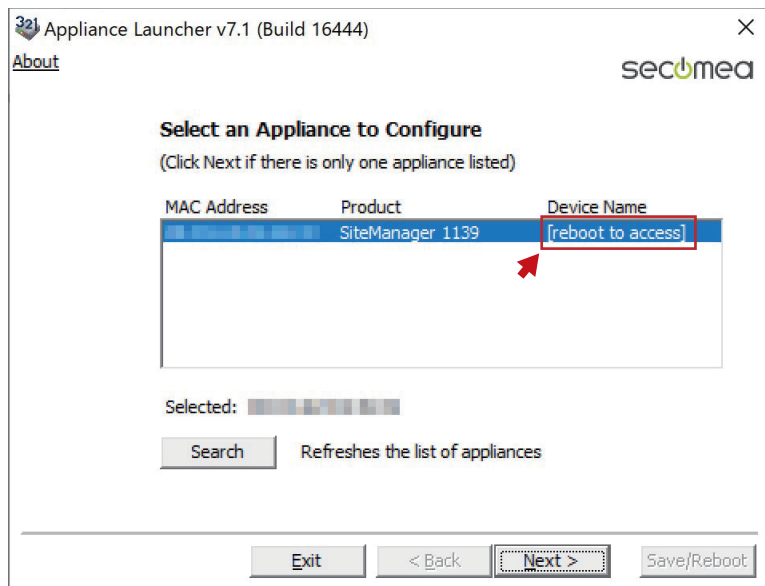 321 Appliance Launcher v7.1 (Build 16444)
About
secomea
Select an Appliance to Configure
(Click Next if there is only one appliance listed)
MAC Address Product Device Name
SiteManager 1139 [reboot to access]
Selected:
Search Refreshes the list of appliances
Exit < Back Next > Save/Reboot